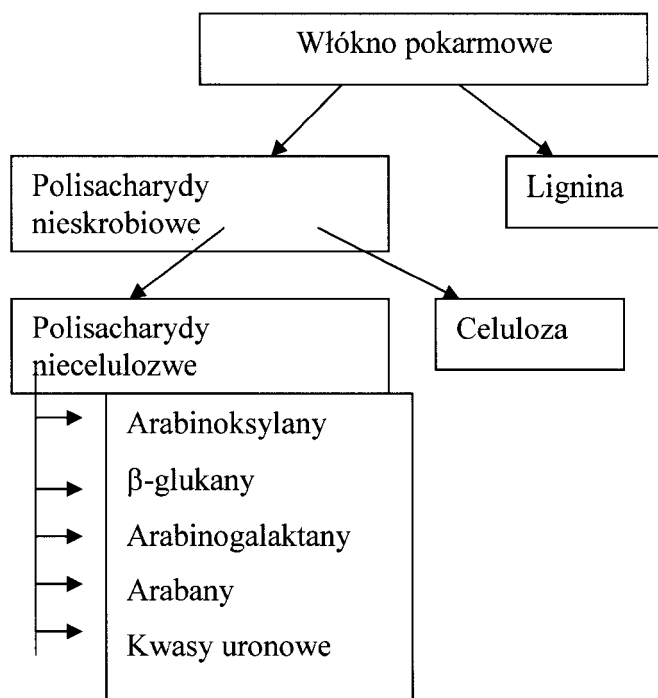 Włókno pokarmowe
Polisacharydy
nieskrobiowe
Lignina
Polisacharydy
niecelulozwe
Celuloza
Arabinoksylany
β-glukany
Arabinogalaktany
Arabany
Kwasy uronowe